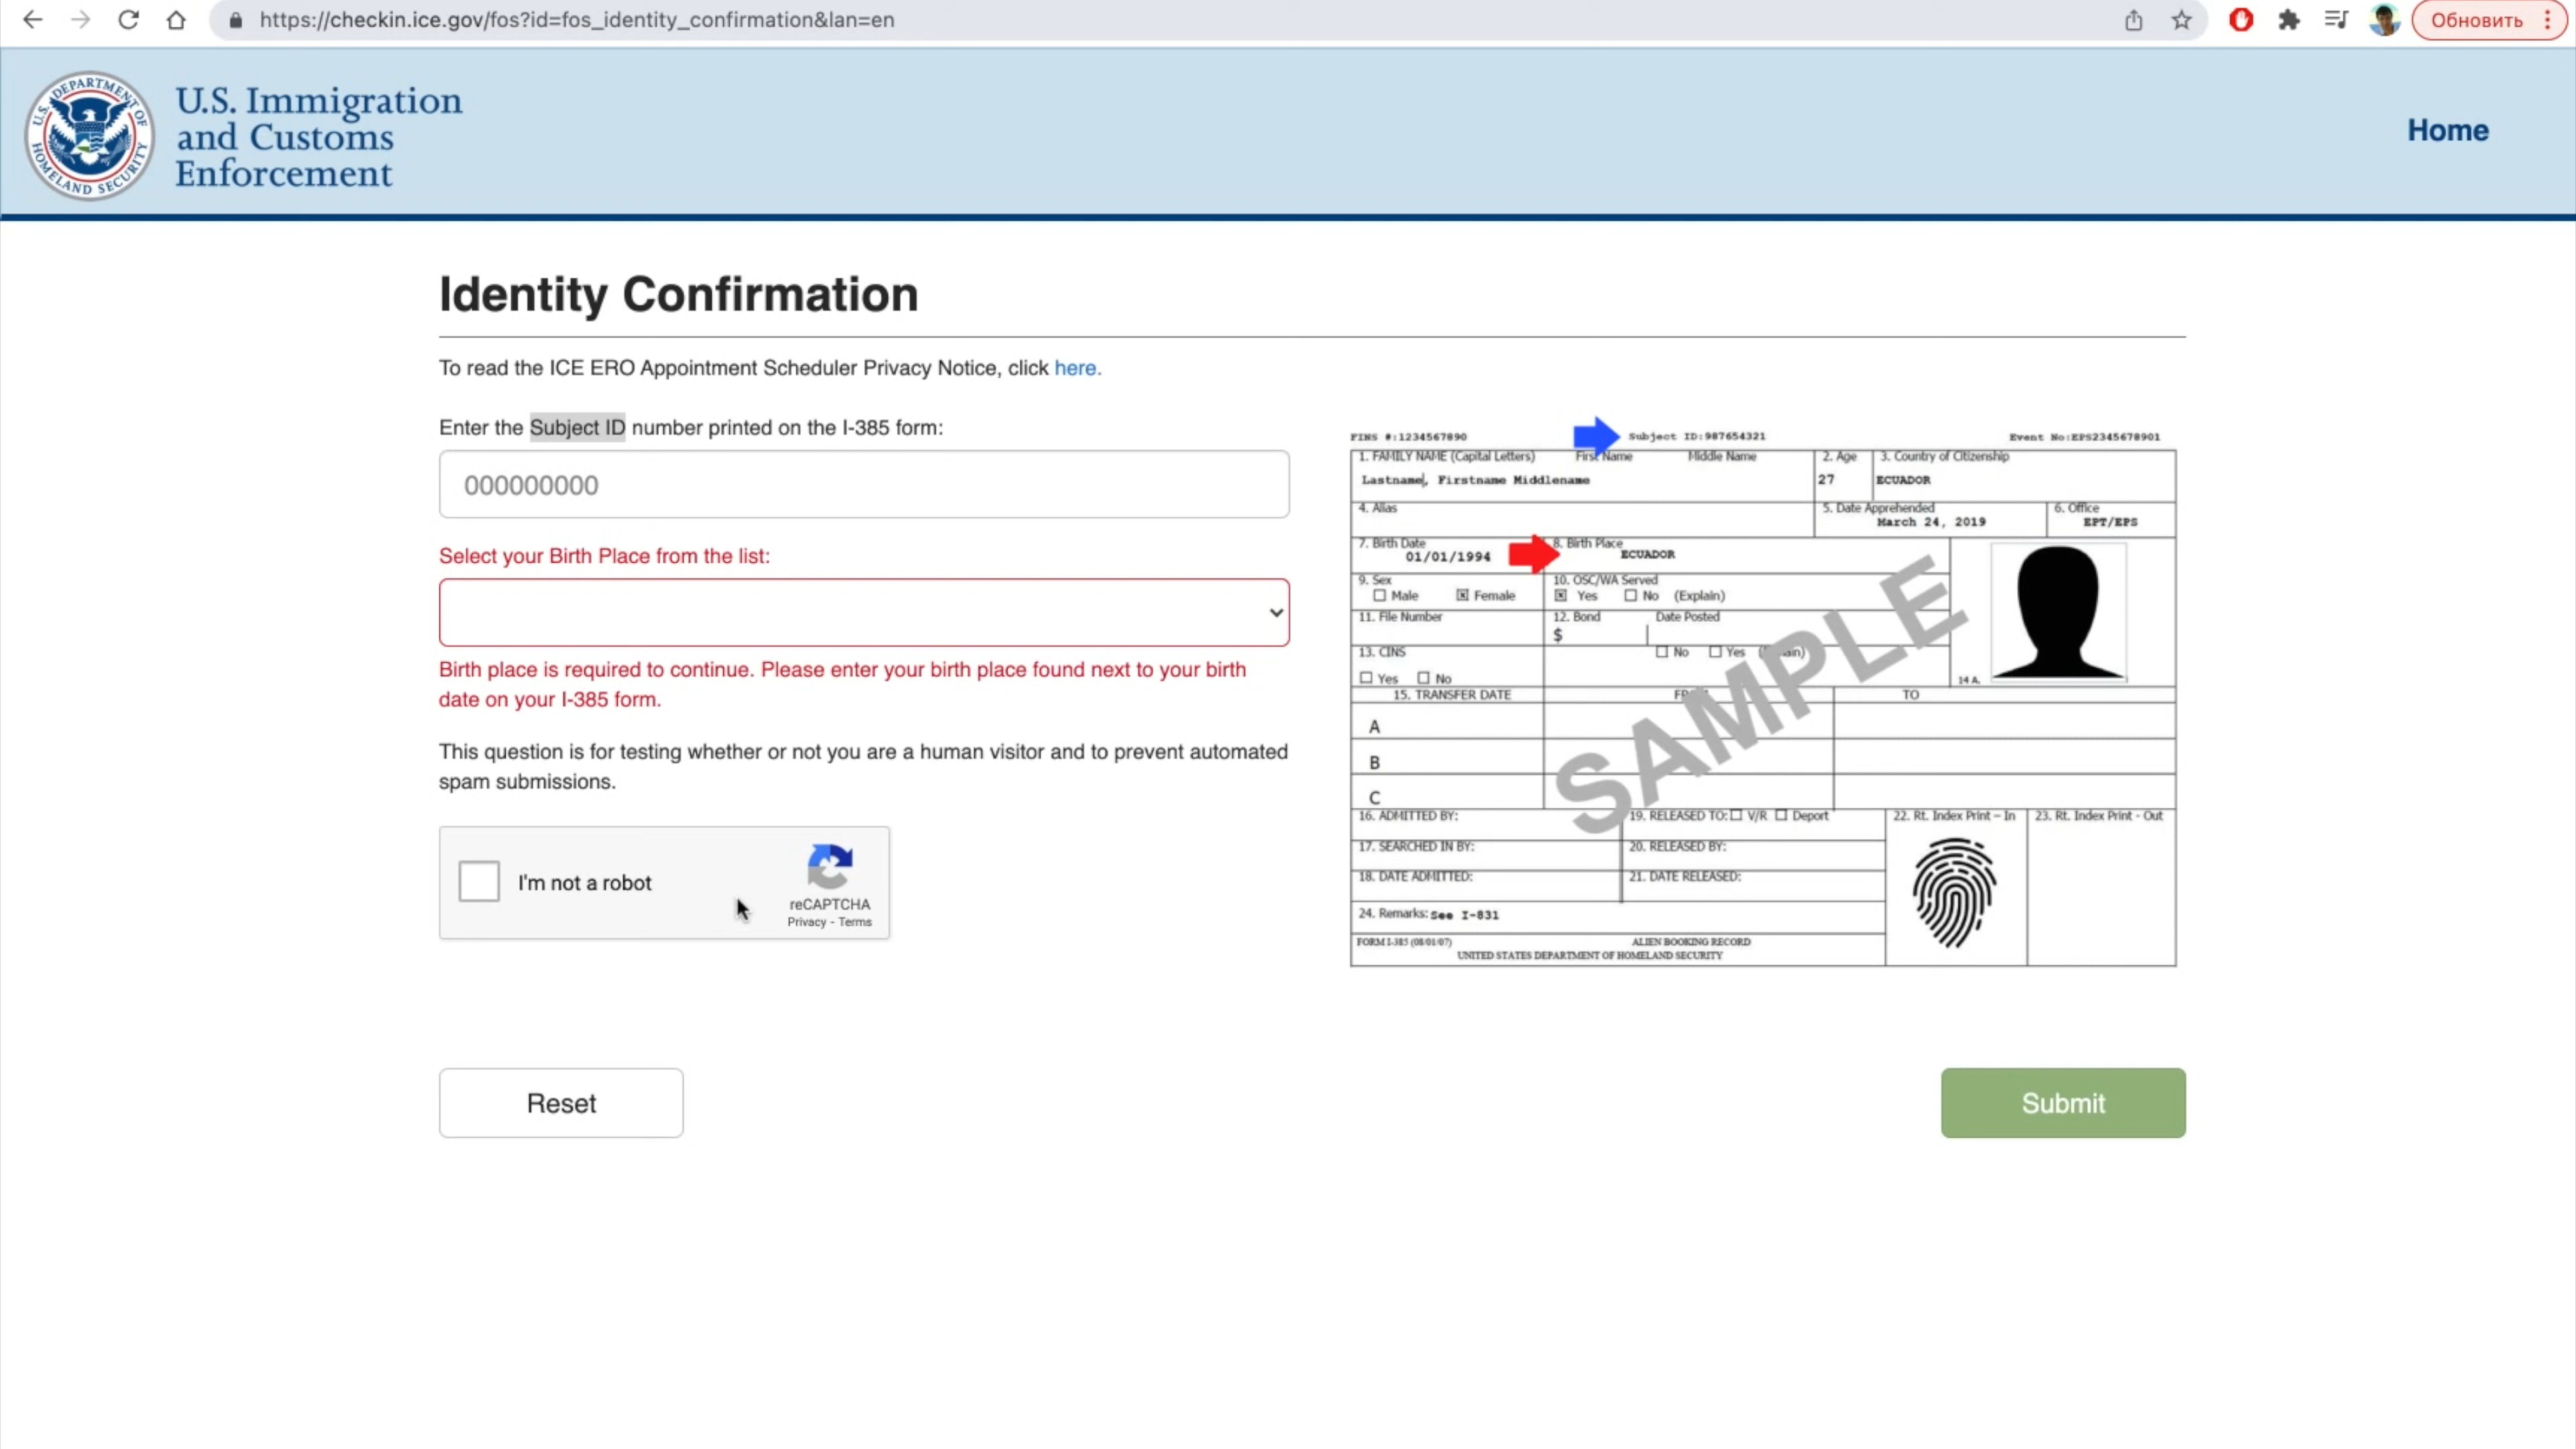 https://checkin.ice.gov/fos?id=fos_identity_confirmation&lan=en
Обновить
U.S. DEPARTMENT OF HOMELAND SECURITY
U.S. Immigration
and Customs
Enforcement
Home
Identity Confirmation
To read the ICE ERO Appointment Scheduler Privacy Notice, click here.
Enter the Subject ID number printed on the I-385 form:
000000000
Select your Birth Place from the list:
Birth place is required to continue. Please enter your birth place found next to your birth
date on your I-385 form.
This question is for testing whether or not you are a human visitor and to prevent automated
spam submissions.
I'm not a robot
reCAPTCHA
Privacy - Terms
FINS #:1234567890 Subject ID:987654321 Event No:EPS2345678901
1. FAMILY NAME (Capital Letters) First Name Middle Name 2. Age 3. Country of Citizenship
Lastname, Firstname Middlename 27 ECUADOR
4. Alias 5. Date Apprehended 6. Office
March 24, 2019 EPT/EPS
7. Birth Date 8. Birth Place
01/01/1994 ECUADOR
9. Sex 10. OSC/WA Served
Male Female Yes No (Explain)
11. File Number 12. Bond Date Posted
$
13. CINS No Yes
Yes No 14 A.
15. TRANSFER DATE TO
A
B
C
SAMPLE
16. ADMITTED BY: 19. RELEASED TO: V/R Deport 22. Rt. Index Print – In 23. Rt. Index Print - Out
17. SEARCHED IN BY: 20. RELEASED BY:
18. DATE ADMITTED: 21. DATE RELEASED:
24. Remarks: See I-831
FORM I-385 (08/01/07) ALIEN BOOKING RECORD
UNITED STATES DEPARTMENT OF HOMELAND SECURITY
Reset
Submit